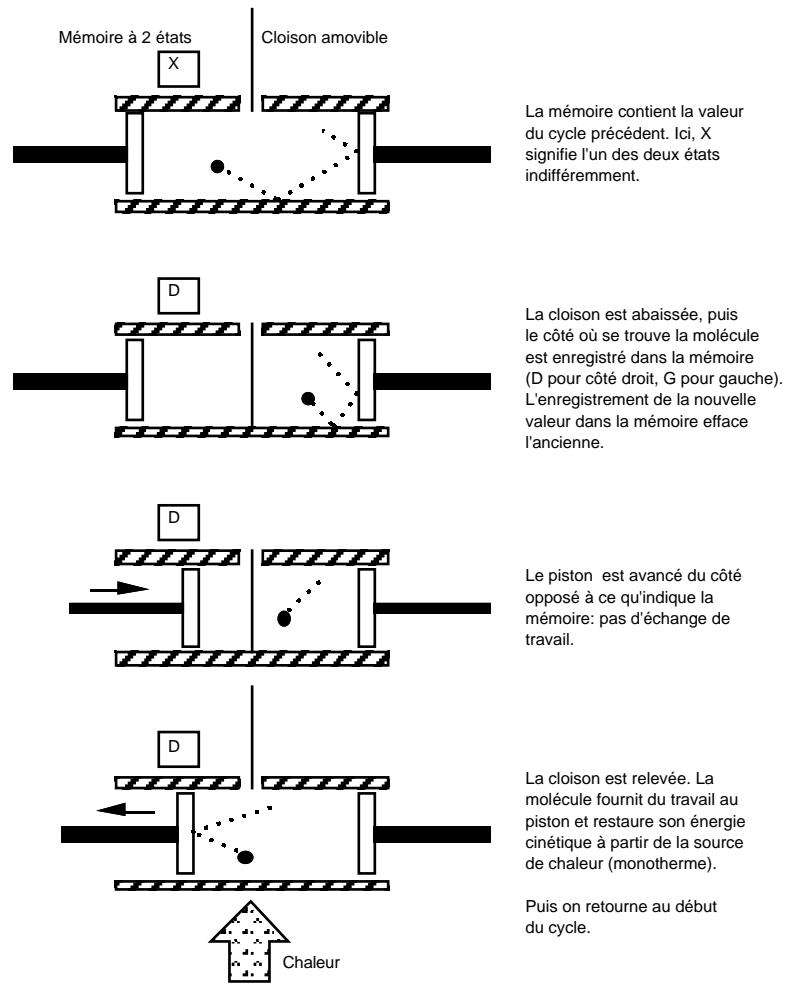 Mémoire à 2 états
Cloison amovible
X
La mémoire contient la valeur
du cycle précédent. Ici, X
signifie l'un des deux états
indifféremment.
D
La cloison est abaissée, puis
le côté où se trouve la molécule
est enregistré dans la mémoire
(D pour côté droit, G pour gauche).
L'enregistrement de la nouvelle
valeur dans la mémoire efface
l'ancienne.
D
Le piston est avancé du côté
opposé à ce qu'indique la
mémoire: pas d'échange de
travail.
D
La cloison est relevée. La
molécule fournit du travail au
piston et restaure son énergie
cinétique à partir de la source
de chaleur (monotherme).
Puis on retourne au début
du cycle.
Chaleur